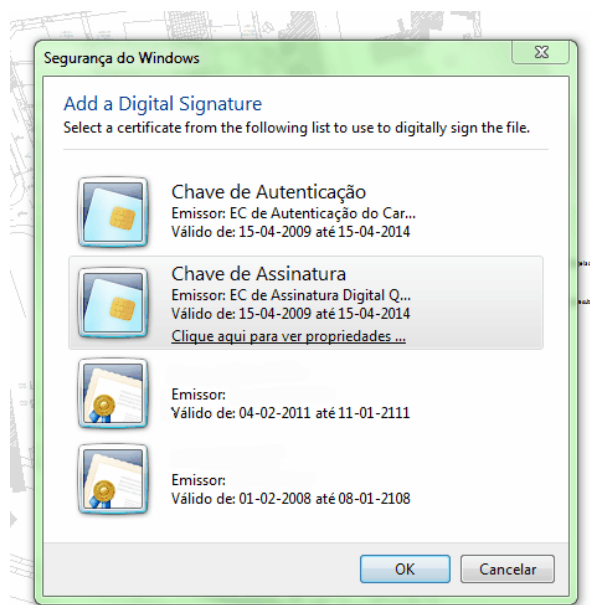 Segurança do Windows
Add a Digital Signature
Select a certificate from the following list to use to digitally sign the file.
Chave de Autenticação
Emissor: EC de Autenticação do Car...
Válido de: 15-04-2009 até 15-04-2014
Chave de Assinatura
Emissor: EC de Assinatura Digital Q...
Válido de: 15-04-2009 até 15-04-2014
Clique aqui para ver propriedades ...
Emissor:
Válido de: 04-02-2011 até 11-01-2111
Emissor:
Válido de: 01-02-2008 até 08-01-2108
OK
Cancelar